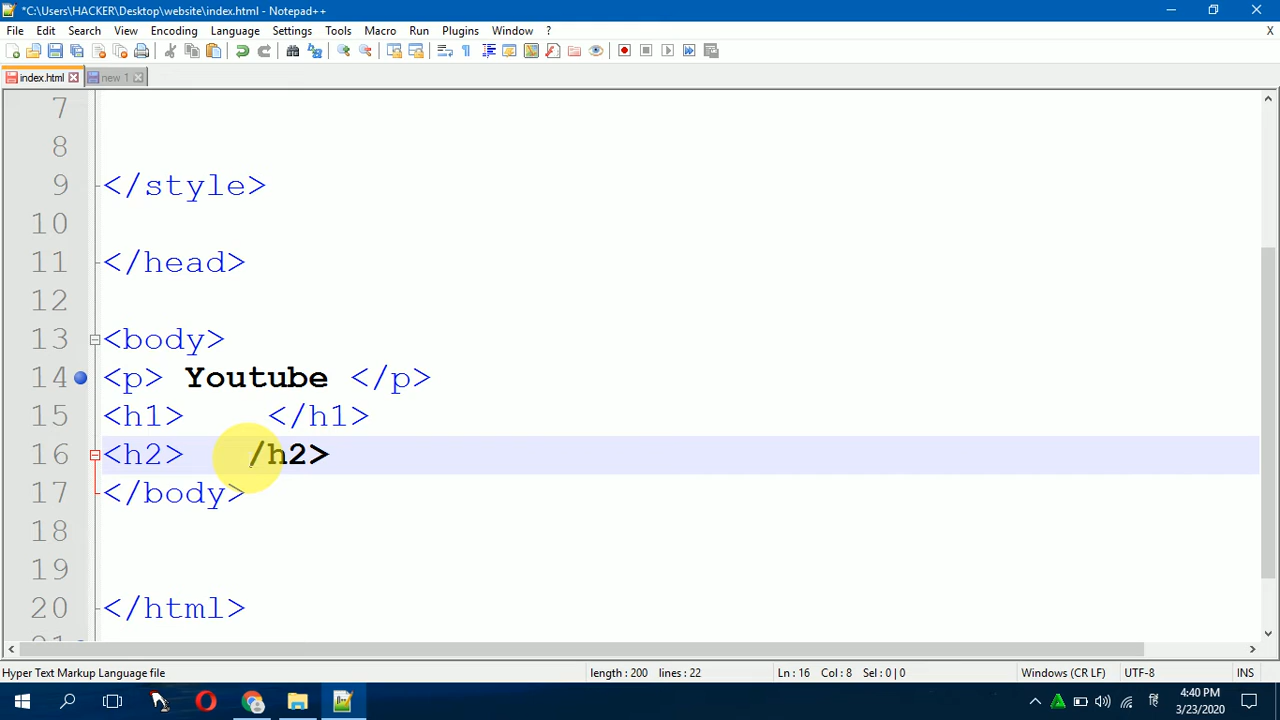 *C:\Users\HACKER\Desktop\website\index.html - Notepad++
File Edit Search View Encoding Language Settings Tools Macro Run Plugins Window ? X
index.html new 1
7
8
9 </style>
10
11 </head>
12
13 <body>
14 <p> Youtube </p>
15 <h1> </h1>
16 <h2> /h2>
17 </body>
18
19
20 </html>
Hyper Text Markup Language file length : 200 lines : 22 Ln : 16 Col : 8 Sel : 0 | 0 Windows (CR LF) UTF-8 INS
हि 4:40 PM
3/23/2020